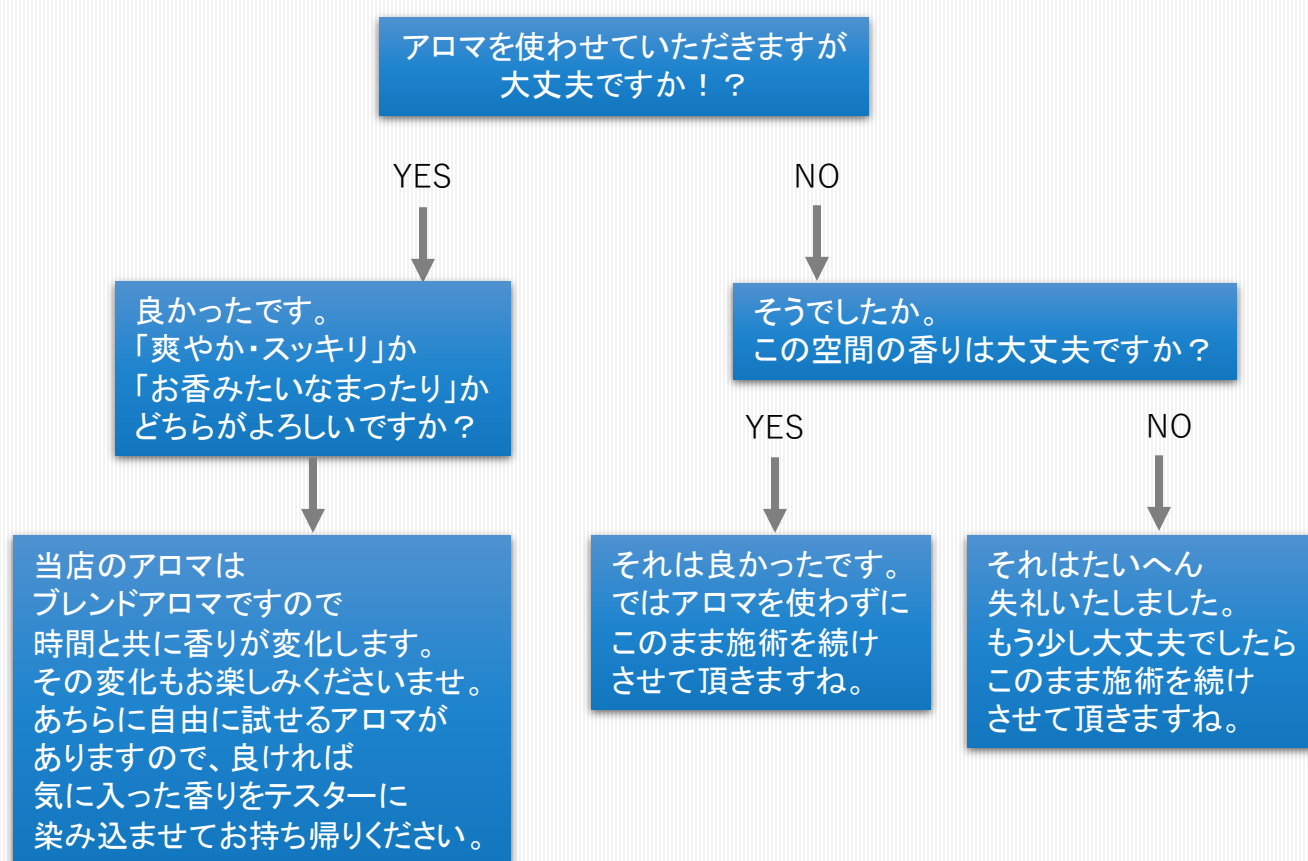 アロマを使わせていただきますが
大丈夫ですか！？
YES
NO
良かったです。
「爽やか・スッキリ」か
「お香みたいなまったり」か
どちらがよろしいですか？
そうでしたか。
この空間の香りは大丈夫ですか？
YES
NO
当店のアロマは
ブレンドアロマですので
時間と共に香りが変化します。
その変化もお楽しみくださいませ。
あちらに自由に試せるアロマが
ありますので、良ければ
気に入った香りをテスターに
染み込ませてお持ち帰りください。
それは良かったです。
ではアロマを使わずに
このまま施術を続け
させて頂きますね。
それはたいへん
失礼いたしました。
もう少し大丈夫でしたら
このまま施術を続け
させて頂きますね。